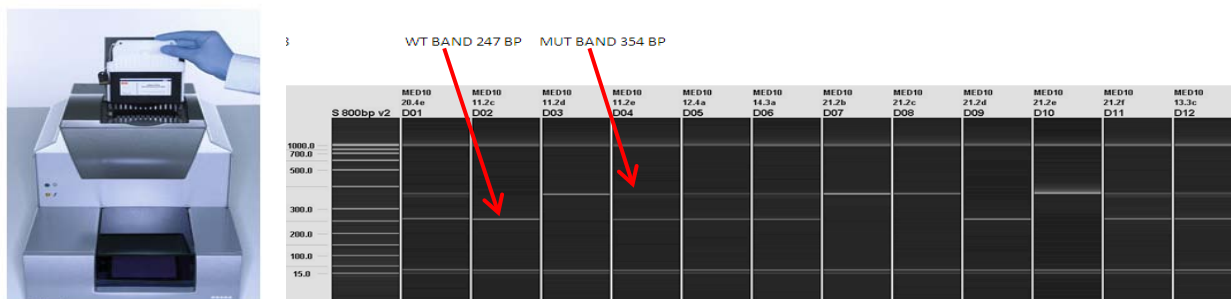 3
WT BAND 247 BP MUT BAND 354 BP
MED10 MED10 MED10 MED10 MED10 MED10 MED10 MED10 MED10 MED10 MED10 MED10
20.4e 11.2c 11.2d 11.2e 12.4a 14.3a 21.2b 21.2c 21.2d 21.2e 21.2f 13.3c
S 800bp v2 D01 D02 D03 D04 D05 D06 D07 D08 D09 D10 D11 D12
1000.0
700.0
500.0
300.0
200.0
100.0
15.0